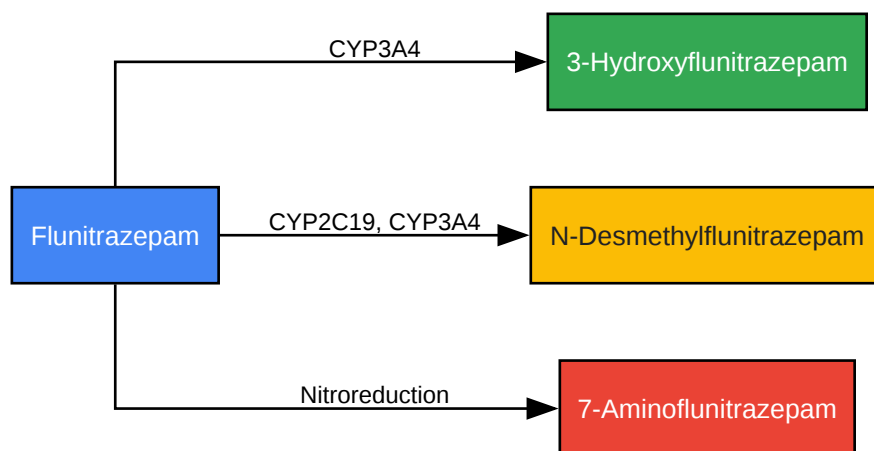 CYP3A4
3-Hydroxyflunitrazepam
Flunitrazepam
CYP2C19, CYP3A4
N-Desmethylflunitrazepam
Nitroreduction
7-Aminoflunitrazepam